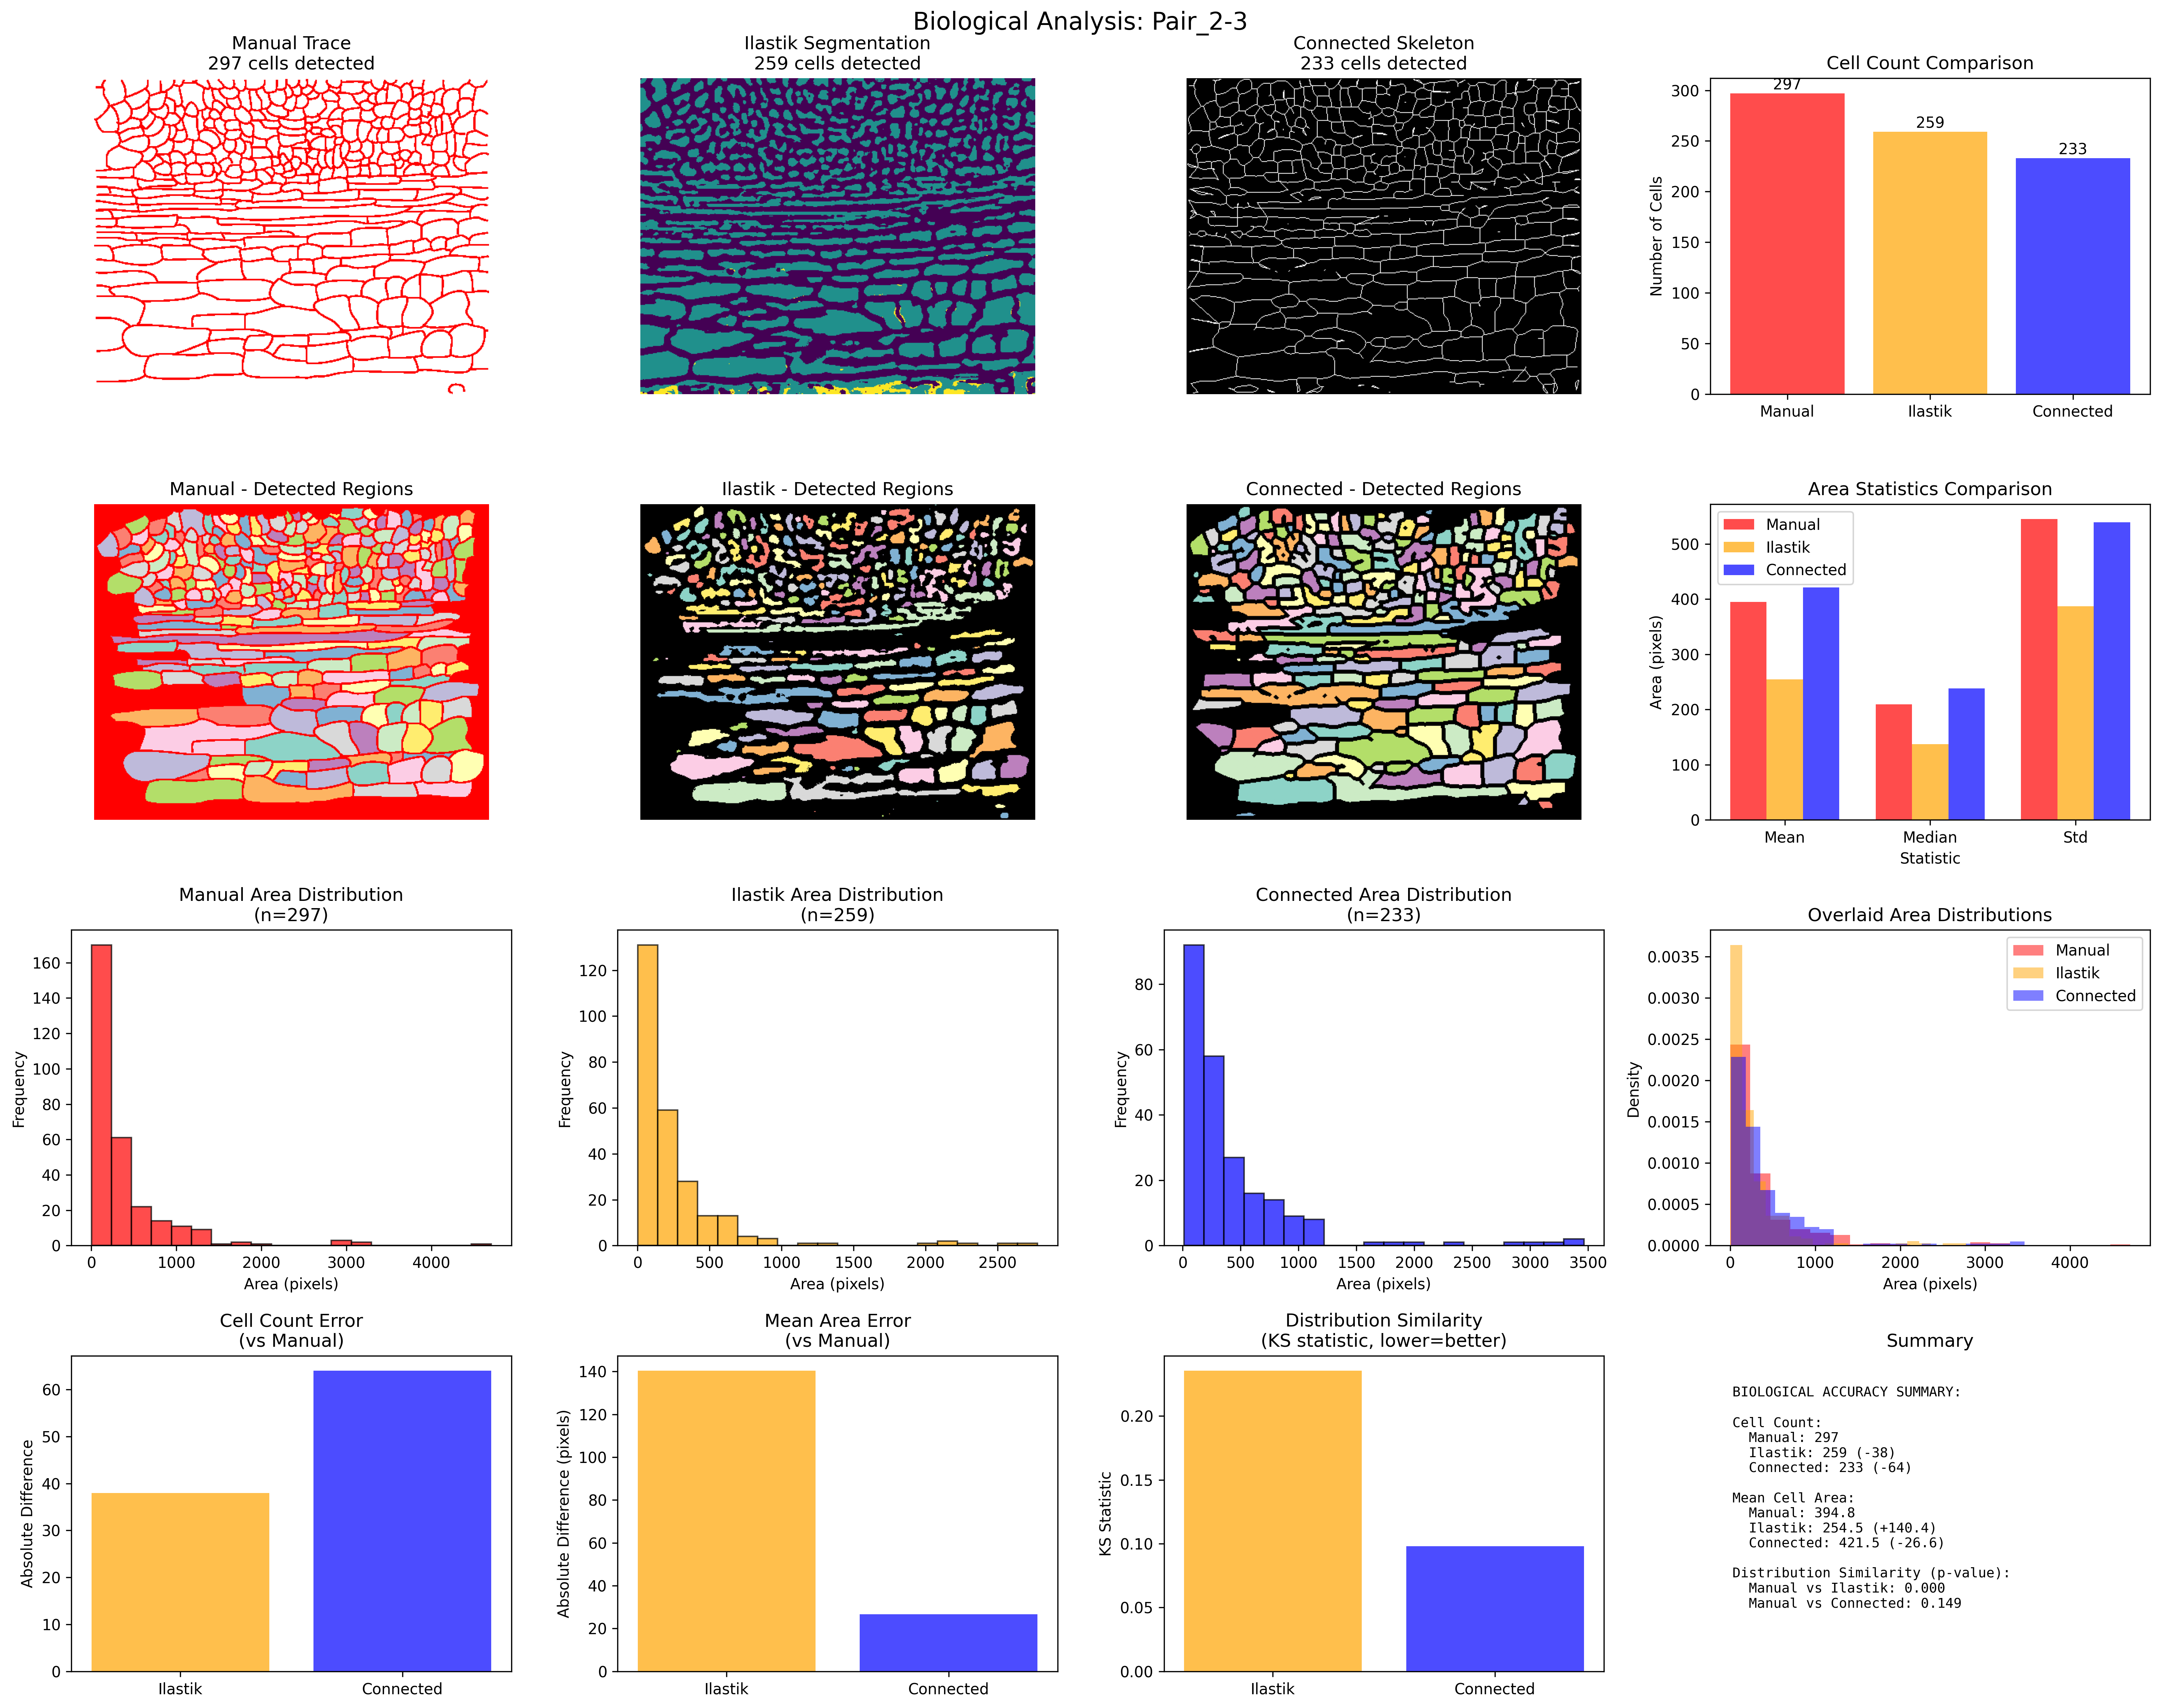 Biological Analysis: Pair_2-3
Manual Trace
297 cells detected
Ilastik Segmentation
259 cells detected
Connected Skeleton
233 cells detected
Cell Count Comparison
297
259
233
Number of Cells
300
250
200
150
100
50
0
Manual
Ilastik
Connected
Manual - Detected Regions
Ilastik - Detected Regions
Connected - Detected Regions
Area Statistics Comparison
Manual
Ilastik
Connected
Area (pixels)
500
400
300
200
100
0
Mean
Median
Std
Statistic
Manual Area Distribution
(n=297)
Frequency
160
140
120
100
80
60
40
20
0
0
1000
2000
3000
4000
Area (pixels)
Ilastik Area Distribution
(n=259)
Frequency
120
100
80
60
40
20
0
0
500
1000
1500
2000
2500
Area (pixels)
Connected Area Distribution
(n=233)
Frequency
80
60
40
20
0
0
500
1000
1500
2000
2500
3000
3500
Area (pixels)
Overlaid Area Distributions
Manual
Ilastik
Connected
Density
0.0035
0.0030
0.0025
0.0020
0.0015
0.0010
0.0005
0.0000
0
1000
2000
3000
4000
Area (pixels)
Cell Count Error
(vs Manual)
Absolute Difference
60
50
40
30
20
10
0
Ilastik
Connected
Mean Area Error
(vs Manual)
Absolute Difference (pixels)
140
120
100
80
60
40
20
0
Ilastik
Connected
Distribution Similarity
(KS statistic, lower=better)
KS Statistic
0.20
0.15
0.10
0.05
0.00
Ilastik
Connected
Summary
BIOLOGICAL ACCURACY SUMMARY:
Cell Count:
Manual: 297
Ilastik: 259 (-38)
Connected: 233 (-64)
Mean Cell Area:
Manual: 394.8
Ilastik: 254.5 (+140.4)
Connected: 421.5 (-26.6)
Distribution Similarity (p-value):
Manual vs Ilastik: 0.000
Manual vs Connected: 0.149